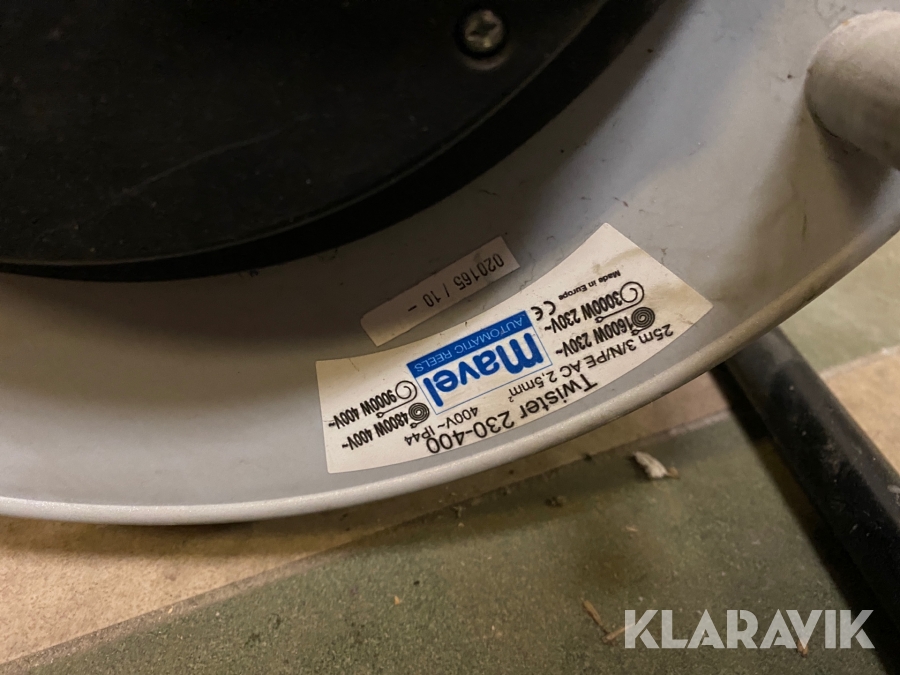 020165 / 10 -
Twister 230-400
25m 3/N/PE AC 2,5mm²
400V~ IP44
1600W 230V~
4800W 400V~
3000W 230V~
9000W 400V~
mavel
AUTOMATIC REELS
CE
Made in Europe
KLARAVIK